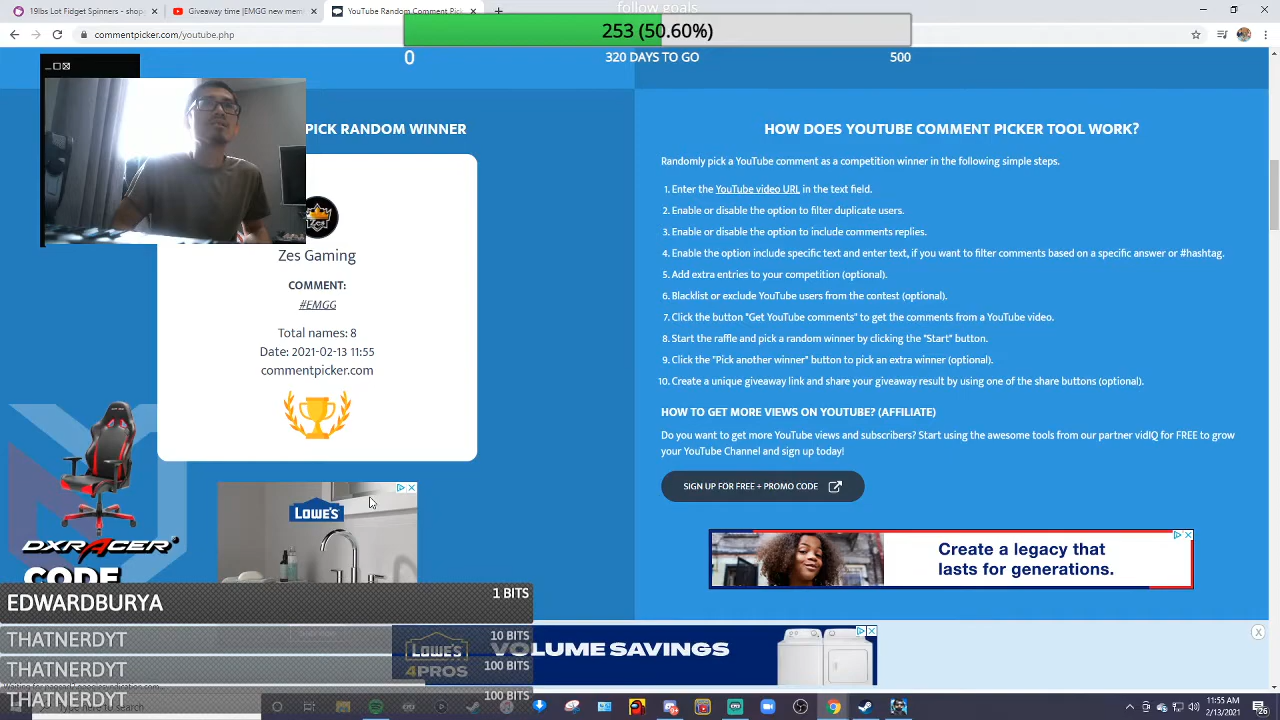 19lbs Lot Fidget Spinners - shop
Giveaway time |EMGG new mem
YouTube Random Comment Pick
follow goals
253 (50.60%)
0
320 DAYS TO GO
500
commentpicker.com/youtube.php
PICK RANDOM WINNER
Zes Gaming
COMMENT:
#EMGG
Total names: 8
Date: 2021-02-13 11:55
commentpicker.com
HOW DOES YOUTUBE COMMENT PICKER TOOL WORK?
Randomly pick a YouTube comment as a competition winner in the following simple steps.
1. Enter the YouTube video URL in the text field.
2. Enable or disable the option to filter duplicate users.
3. Enable or disable the option to include comments replies.
4. Enable the option include specific text and enter text, if you want to filter comments based on a specific answer or #hashtag.
5. Add extra entries to your competition (optional).
6. Blacklist or exclude YouTube users from the contest (optional).
7. Click the button "Get YouTube comments" to get the comments from a YouTube video.
8. Start the raffle and pick a random winner by clicking the "Start" button.
9. Click the "Pick another winner" button to pick an extra winner (optional).
10. Create a unique giveaway link and share your giveaway result by using one of the share buttons (optional).
HOW TO GET MORE VIEWS ON YOUTUBE? (AFFILIATE)
Do you want to get more YouTube views and subscribers? Start using the awesome tools from our partner vidIQ for FREE to grow
your YouTube Channel and sign up today!
SIGN UP FOR FREE + PROMO CODE
LOWE'S
Create a legacy that
lasts for generations.
DXRACER
CODE
EDWARDBURYA 1 BITS
THATNERDYT 10 BITS
THATNERDYT 100 BITS
THATNERDYT 100 BITS
LOWE'S
4PROS
VOLUME SAVINGS
11:55 AM
2/13/2021